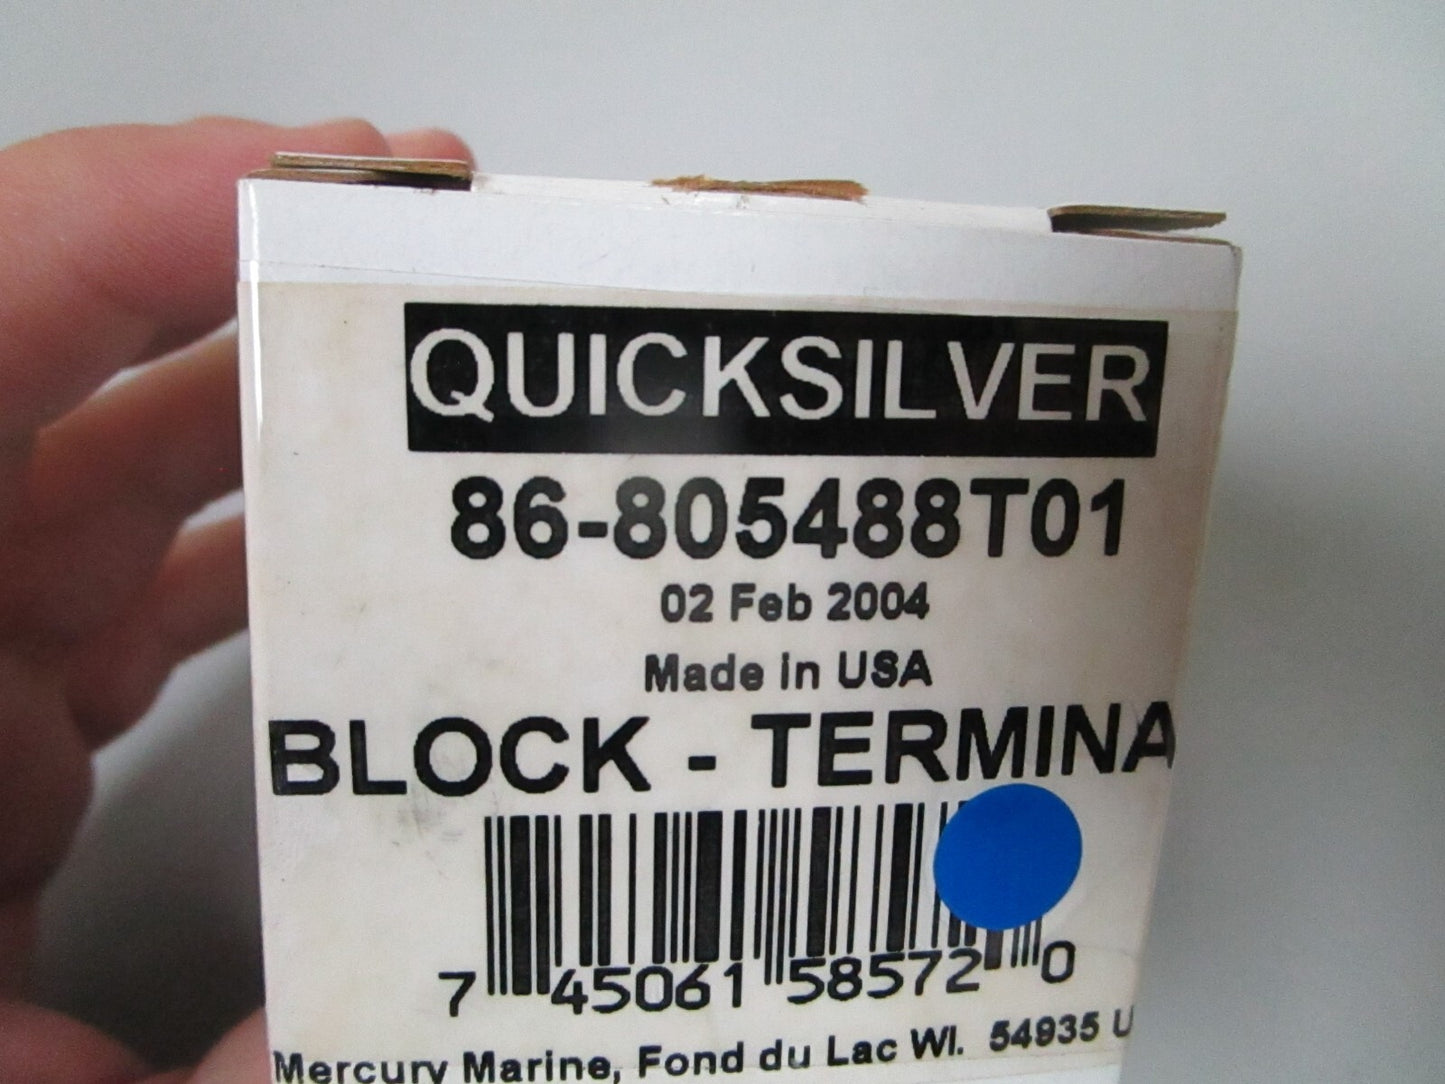 QUICKSILVER
86-805488T01
02 Feb 2004
Made in USA
BLOCK - TERMINA
7 45061 58572 0
Mercury Marine, Fond du Lac WI. 54935 U